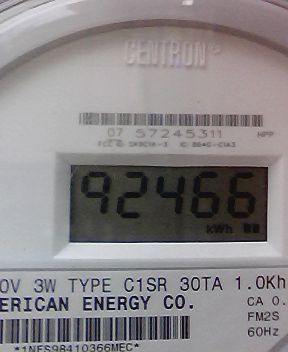 CENTRON®
07 57245311 HPP
92466
kWh
0V 3W TYPE C1SR 30TA 1.0Kh
ERICAN ENERGY CO. CA 0.
FM2S
60Hz
*1NES98410366MEC*